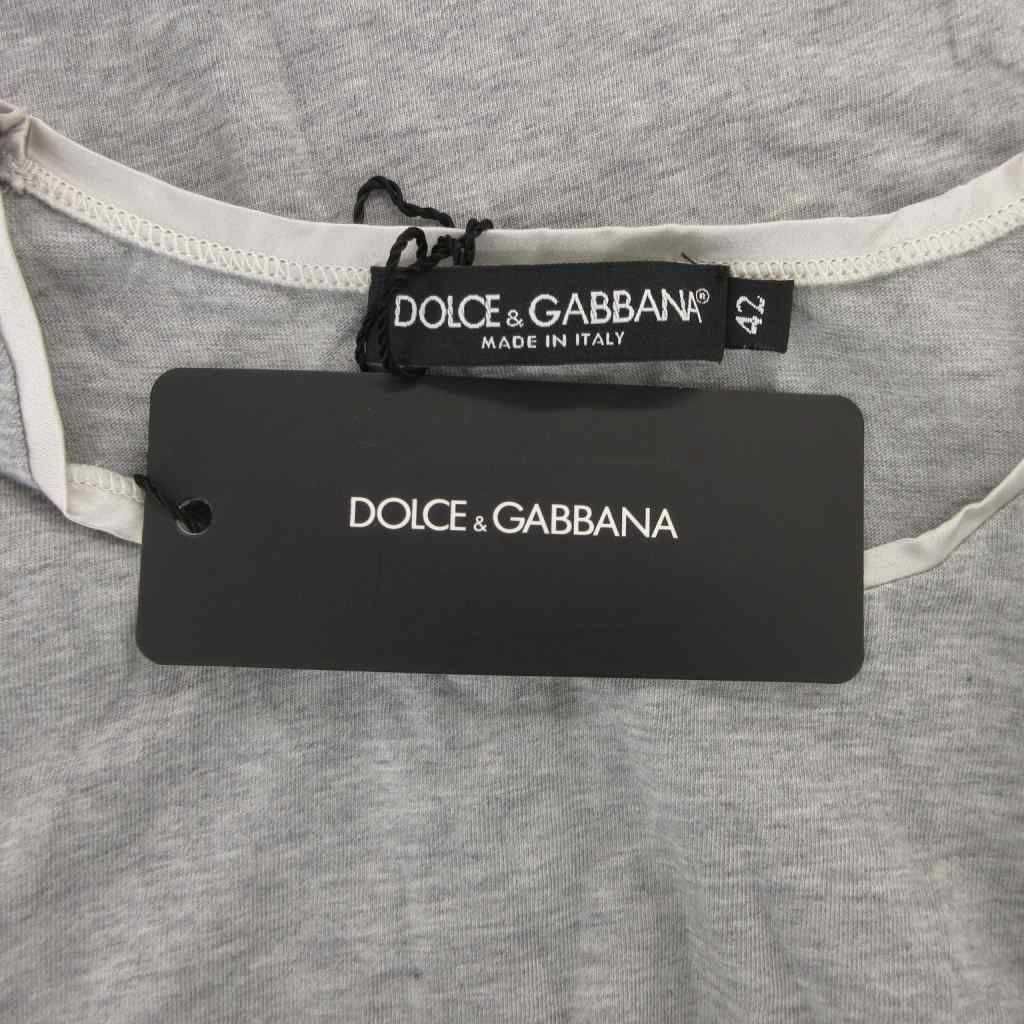 DOLCE & GABBANA®
MADE IN ITALY
42
DOLCE & GABBANA